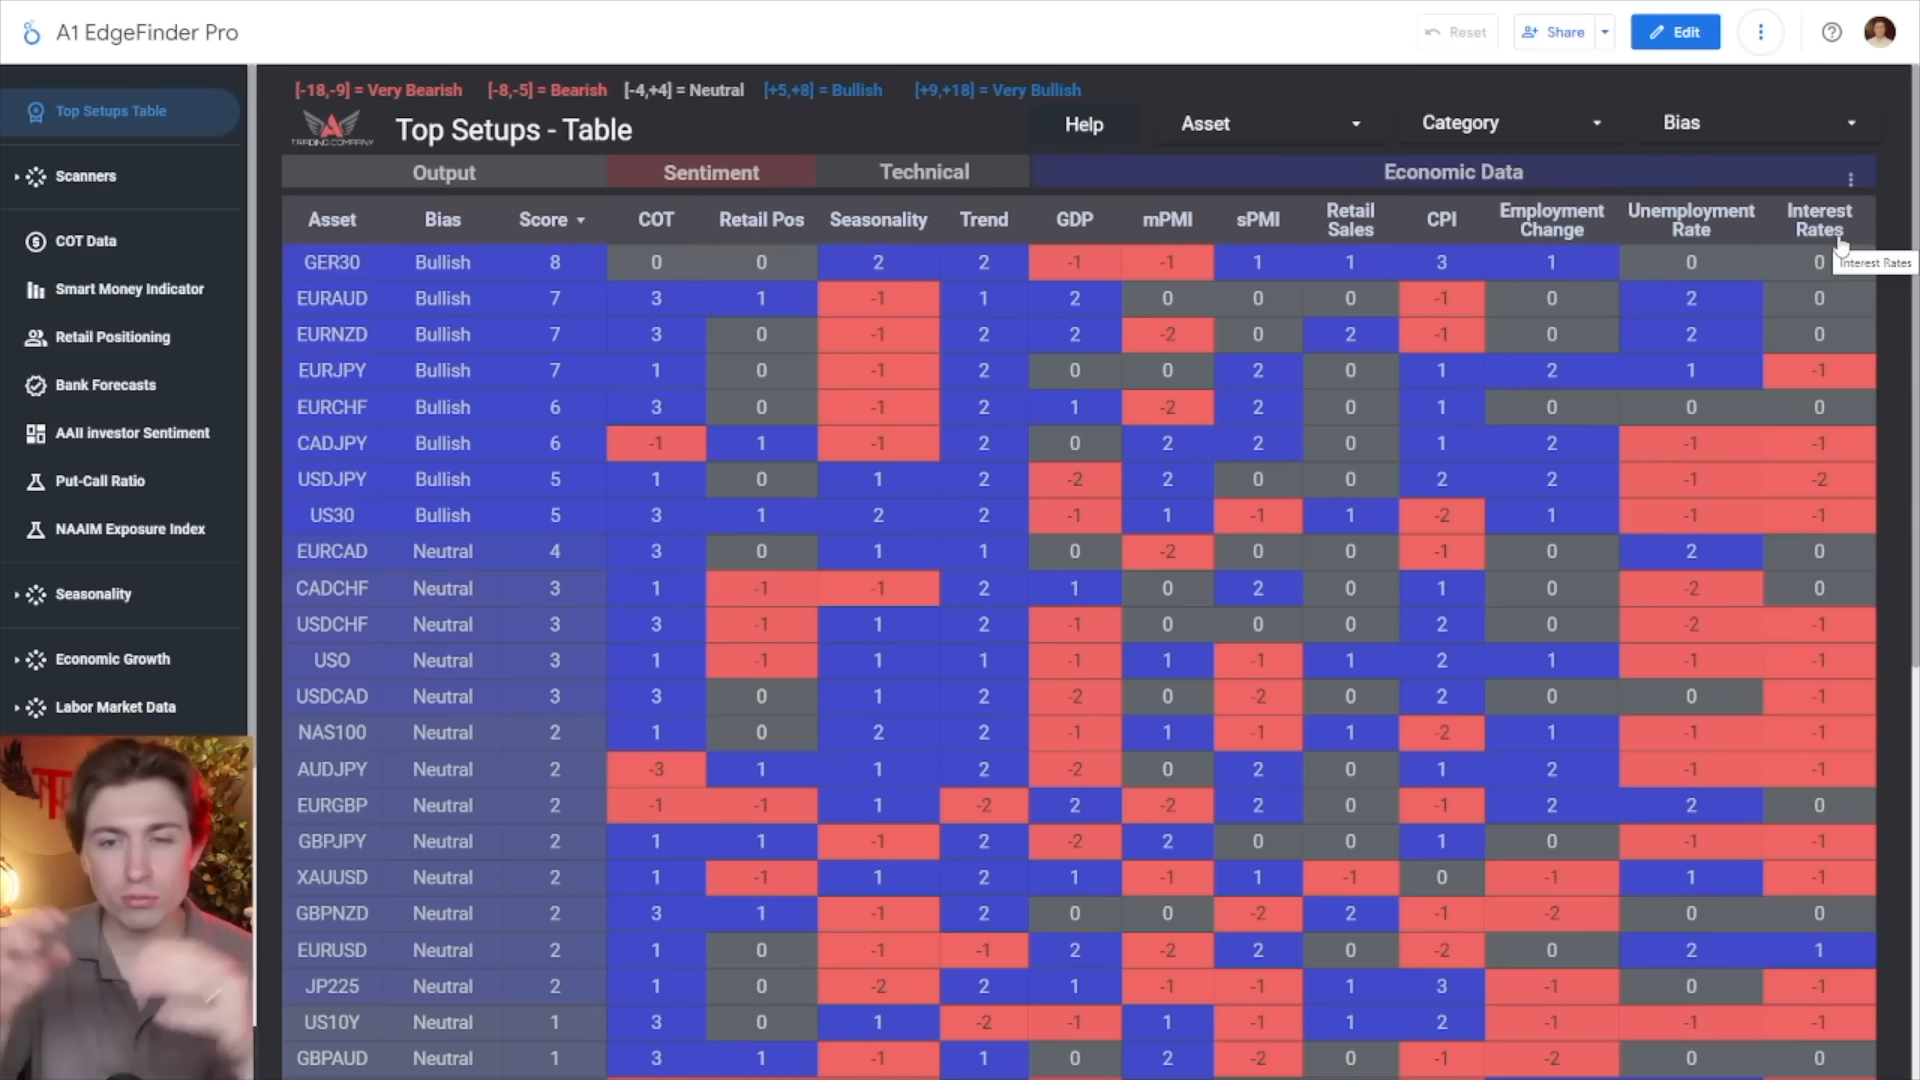 A1 EdgeFinder Pro
Reset
Share
Edit
Top Setups Table
Scanners
COT Data
Smart Money Indicator
Retail Positioning
Bank Forecasts
AAII investor Sentiment
Put-Call Ratio
NAAIM Exposure Index
Seasonality
Economic Growth
Labor Market Data
[-18,-9] = Very Bearish [-8,-5] = Bearish [-4,+4] = Neutral [+5,+8] = Bullish [+9,+18] = Very Bullish
TRADING COMPANY
Top Setups - Table
Help Asset Category Bias
Output Sentiment Technical Economic Data
Asset Bias Score COT Retail Pos Seasonality Trend GDP mPMI sPMI Retail Sales CPI Employment Change Unemployment Rate Interest Rates
GER30 Bullish 8 0 0 2 2 -1 -1 1 1 3 1 0 0
Interest Rates
EURAUD Bullish 7 3 1 -1 1 2 0 0 0 -1 0 2 0
EURNZD Bullish 7 3 0 -1 2 2 -2 0 2 -1 0 2 0
EURJPY Bullish 7 1 0 -1 2 0 0 2 0 1 2 1 -1
EURCHF Bullish 6 3 0 -1 2 1 -2 2 0 1 0 0 0
CADJPY Bullish 6 -1 1 -1 2 0 2 2 0 1 2 -1 -1
USDJPY Bullish 5 1 0 1 2 -2 2 0 0 2 2 -1 -2
US30 Bullish 5 3 1 2 2 -1 1 -1 1 -2 1 -1 -1
EURCAD Neutral 4 3 0 1 1 0 -2 0 0 -1 0 2 0
CADCHF Neutral 3 1 -1 -1 2 1 0 2 0 1 0 -2 0
USDCHF Neutral 3 3 -1 1 2 -1 0 0 0 2 0 -2 -1
USO Neutral 3 1 -1 1 1 -1 1 -1 1 2 1 -1 -1
USDCAD Neutral 3 3 0 1 2 -2 0 -2 0 2 0 0 -1
NAS100 Neutral 2 1 0 2 2 -1 1 -1 1 -2 1 -1 -1
AUDJPY Neutral 2 -3 1 1 2 -2 0 2 0 1 2 -1 -1
EURGBP Neutral 2 -1 -1 1 -2 2 -2 2 0 -1 2 2 0
GBPJPY Neutral 2 1 1 -1 2 -2 2 0 0 1 0 -1 -1
XAUUSD Neutral 2 1 -1 1 2 1 -1 1 -1 0 -1 1 -1
GBPNZD Neutral 2 3 1 -1 2 0 0 -2 2 -1 -2 0 0
EURUSD Neutral 2 1 0 -1 -1 2 -2 2 0 -2 0 2 1
JP225 Neutral 2 1 0 -2 2 1 -1 -1 1 3 -1 0 -1
US10Y Neutral 1 3 0 1 -2 -1 1 -1 1 2 -1 -1 -1
GBPAUD Neutral 1 3 1 -1 1 0 2 -2 0 -1 -2 0 0